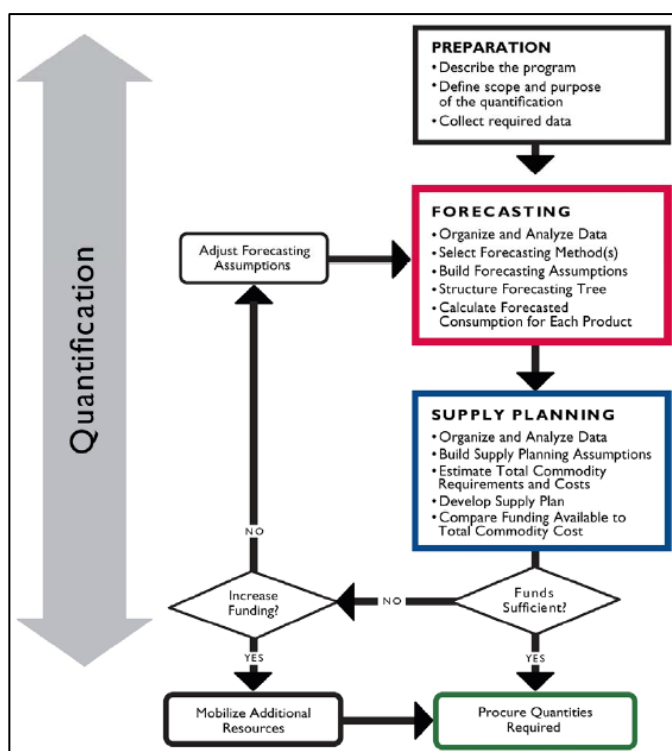 Quantification
PREPARATION
• Describe the program
• Define scope and purpose
of the quantification
• Collect required data
FORECASTING
• Organize and Analyze Data
• Select Forecasting Method(s)
• Build Forecasting Assumptions
• Structure Forecasting Tree
• Calculate Forecasted
Consumption for Each Product
Adjust Forecasting
Assumptions
SUPPLY PLANNING
• Organize and Analyze Data
• Build Supply Planning Assumptions
• Estimate Total Commodity
Requirements and Costs
• Develop Supply Plan
• Compare Funding Available to
Total Commodity Cost
NO
Increase
Funding?
NO
Funds
Sufficient?
YES
YES
Mobilize Additional
Resources
Procure Quantities
Required